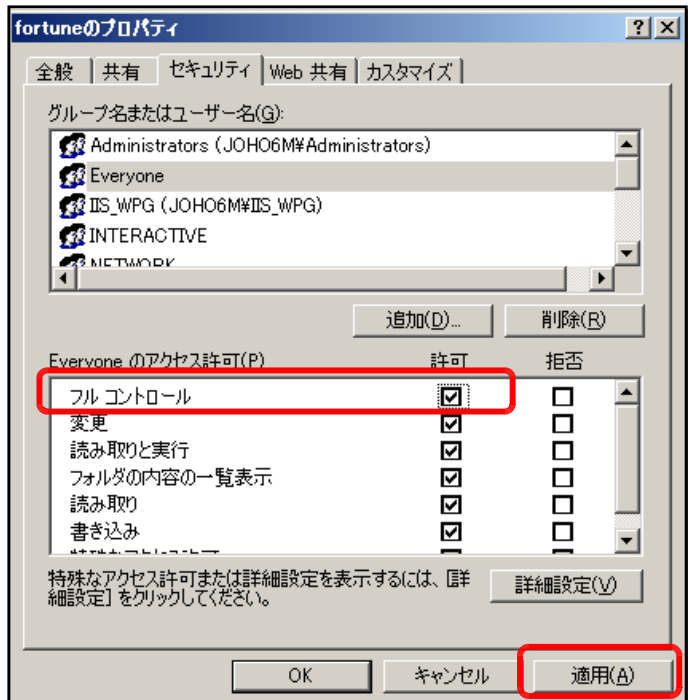 fortuneのプロパティ
全般 共有 セキュリティ Web 共有 カスタマイズ
グループ名またはユーザー名(G):
Administrators (JOHO6M¥Administrators)
Everyone
IIS_WPG (JOHO6M¥IIS_WPG)
INTERACTIVE
NETWORK
追加(D)... 削除(R)
Everyone のアクセス許可(P) 許可 拒否
フル コントロール
変更
読み取りと実行
フォルダの内容の一覧表示
読み取り
書き込み
特殊なアクセス許可または詳細設定を表示するには、[詳
細設定] をクリックしてください。
詳細設定(V)
OK キャンセル 適用(A)